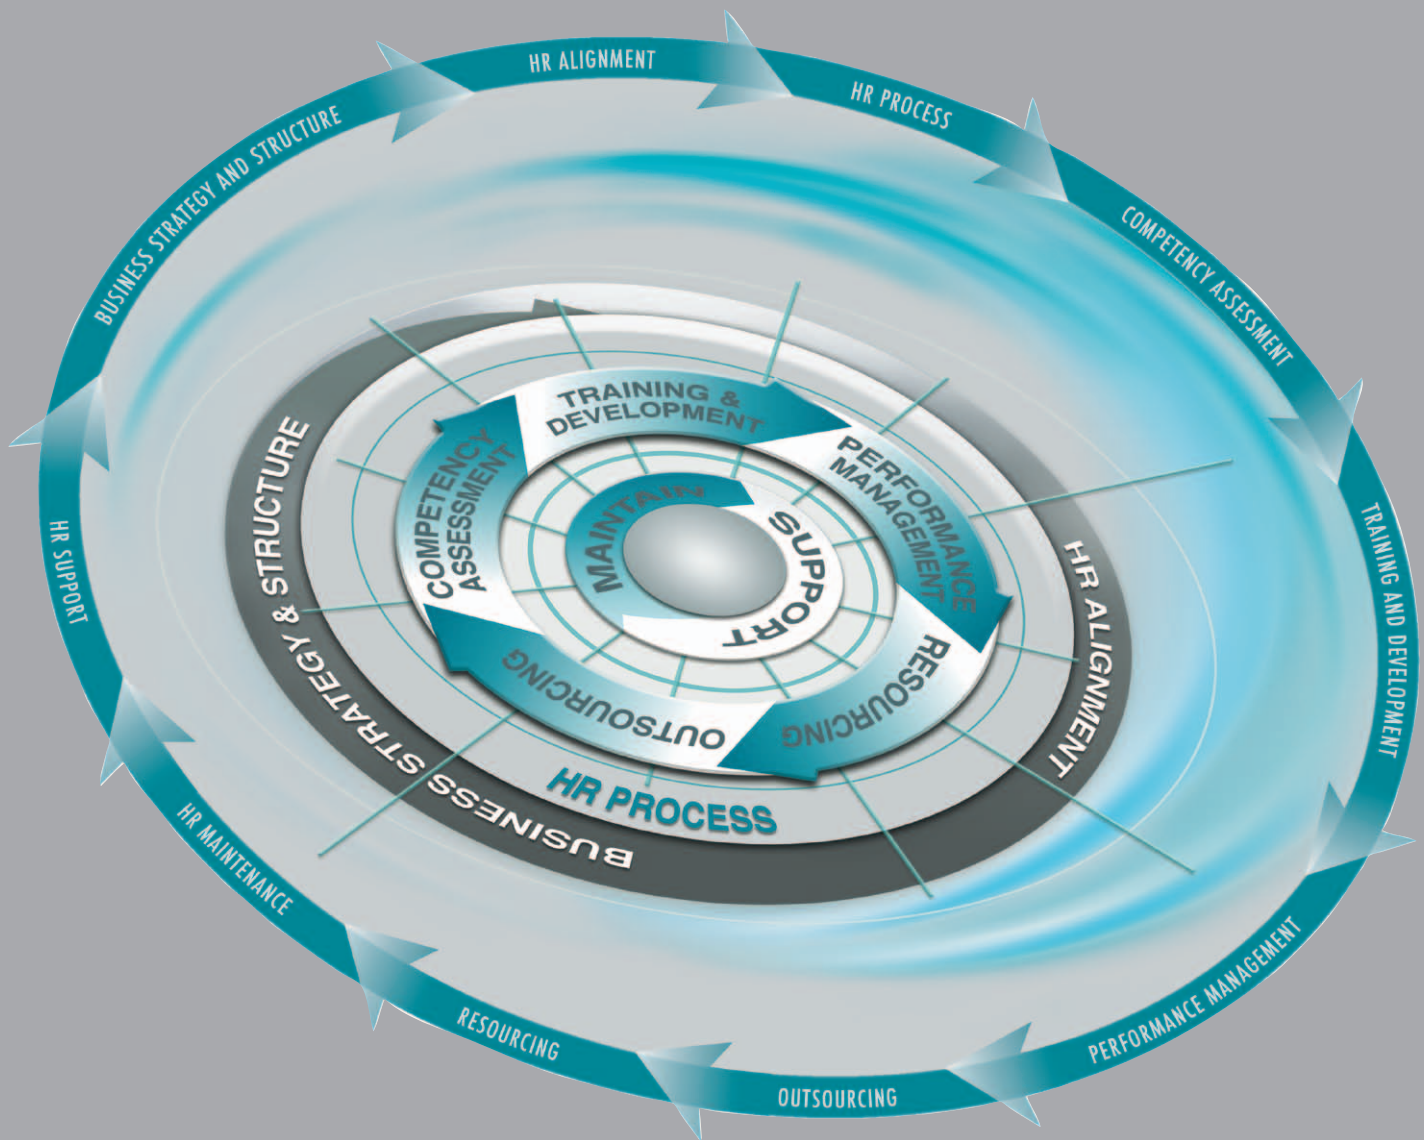 BUSINESS STRATEGY AND STRUCTURE
HR ALIGNMENT
HR PROCESS
COMPETENCY ASSESSMENT
TRAINING AND DEVELOPMENT
PERFORMANCE MANAGEMENT
OUTSOURCING
RESOURCING
HR MAINTENANCE
HR SUPPORT
BUSINESS STRATEGY & STRUCTURE
HR ALIGNMENT
HR PROCESS
TRAINING &
DEVELOPMENT
PERFORMANCE
MANAGEMENT
RESOURCING
OUTSOURCING
COMPETENCY
ASSESSMENT
MAINTAIN
SUPPORT